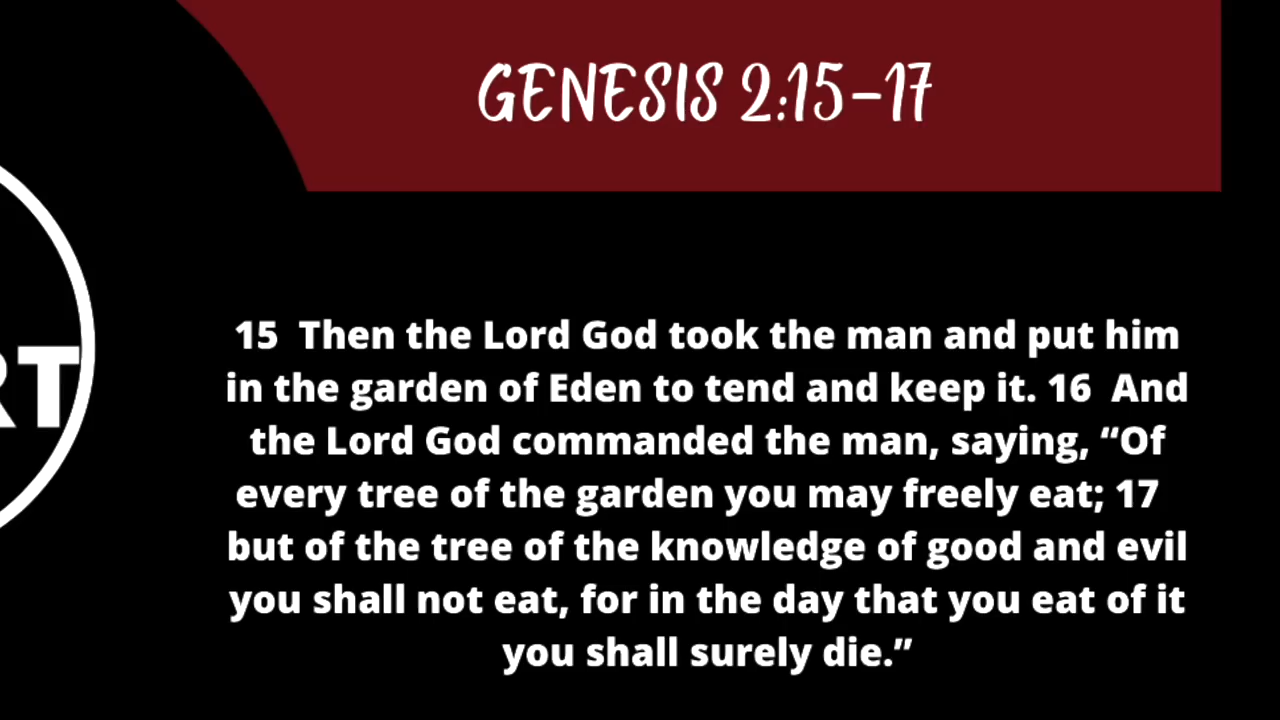 GENESIS 2:15-17
RT
15  Then the Lord God took the man and put him
in the garden of Eden to tend and keep it. 16  And
the Lord God commanded the man, saying, “Of
every tree of the garden you may freely eat; 17
but of the tree of the knowledge of good and evil
you shall not eat, for in the day that you eat of it
you shall surely die.”